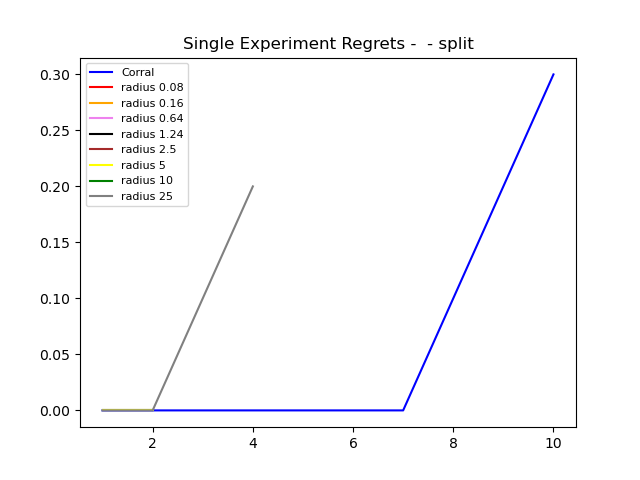 Single Experiment Regrets -  - split
0.30
0.25
0.20
0.15
0.10
0.05
0.00
Corral
radius 0.08
radius 0.16
radius 0.64
radius 1.24
radius 2.5
radius 5
radius 10
radius 25
2 4 6 8 10